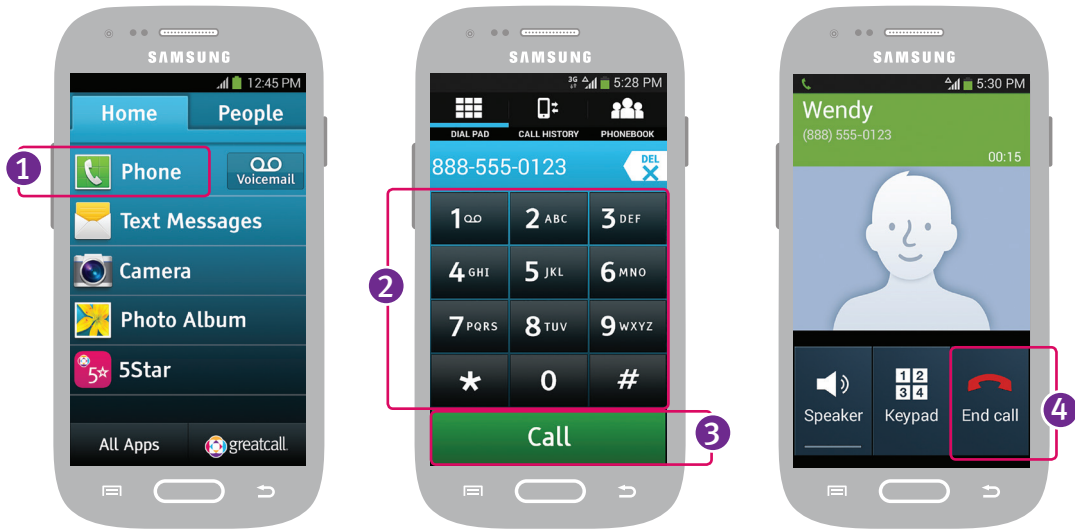 SAMSUNG
12:45 PM
Home People
1 Phone Voicemail
Text Messages
Camera
Photo Album
5★ 5Star
All Apps greatcall.
SAMSUNG
3G 5:28 PM
DIAL PAD CALL HISTORY PHONEBOOK
888-555-0123 DEL
1 2 ABC 3 DEF
2
4 GHI 5 JKL 6 MNO
7 PQRS 8 TUV 9 WXYZ
* 0 #
Call 3
SAMSUNG
5:30 PM
Wendy
(888) 555-0123
00:15
1 2
3 4
Speaker Keypad End call 4